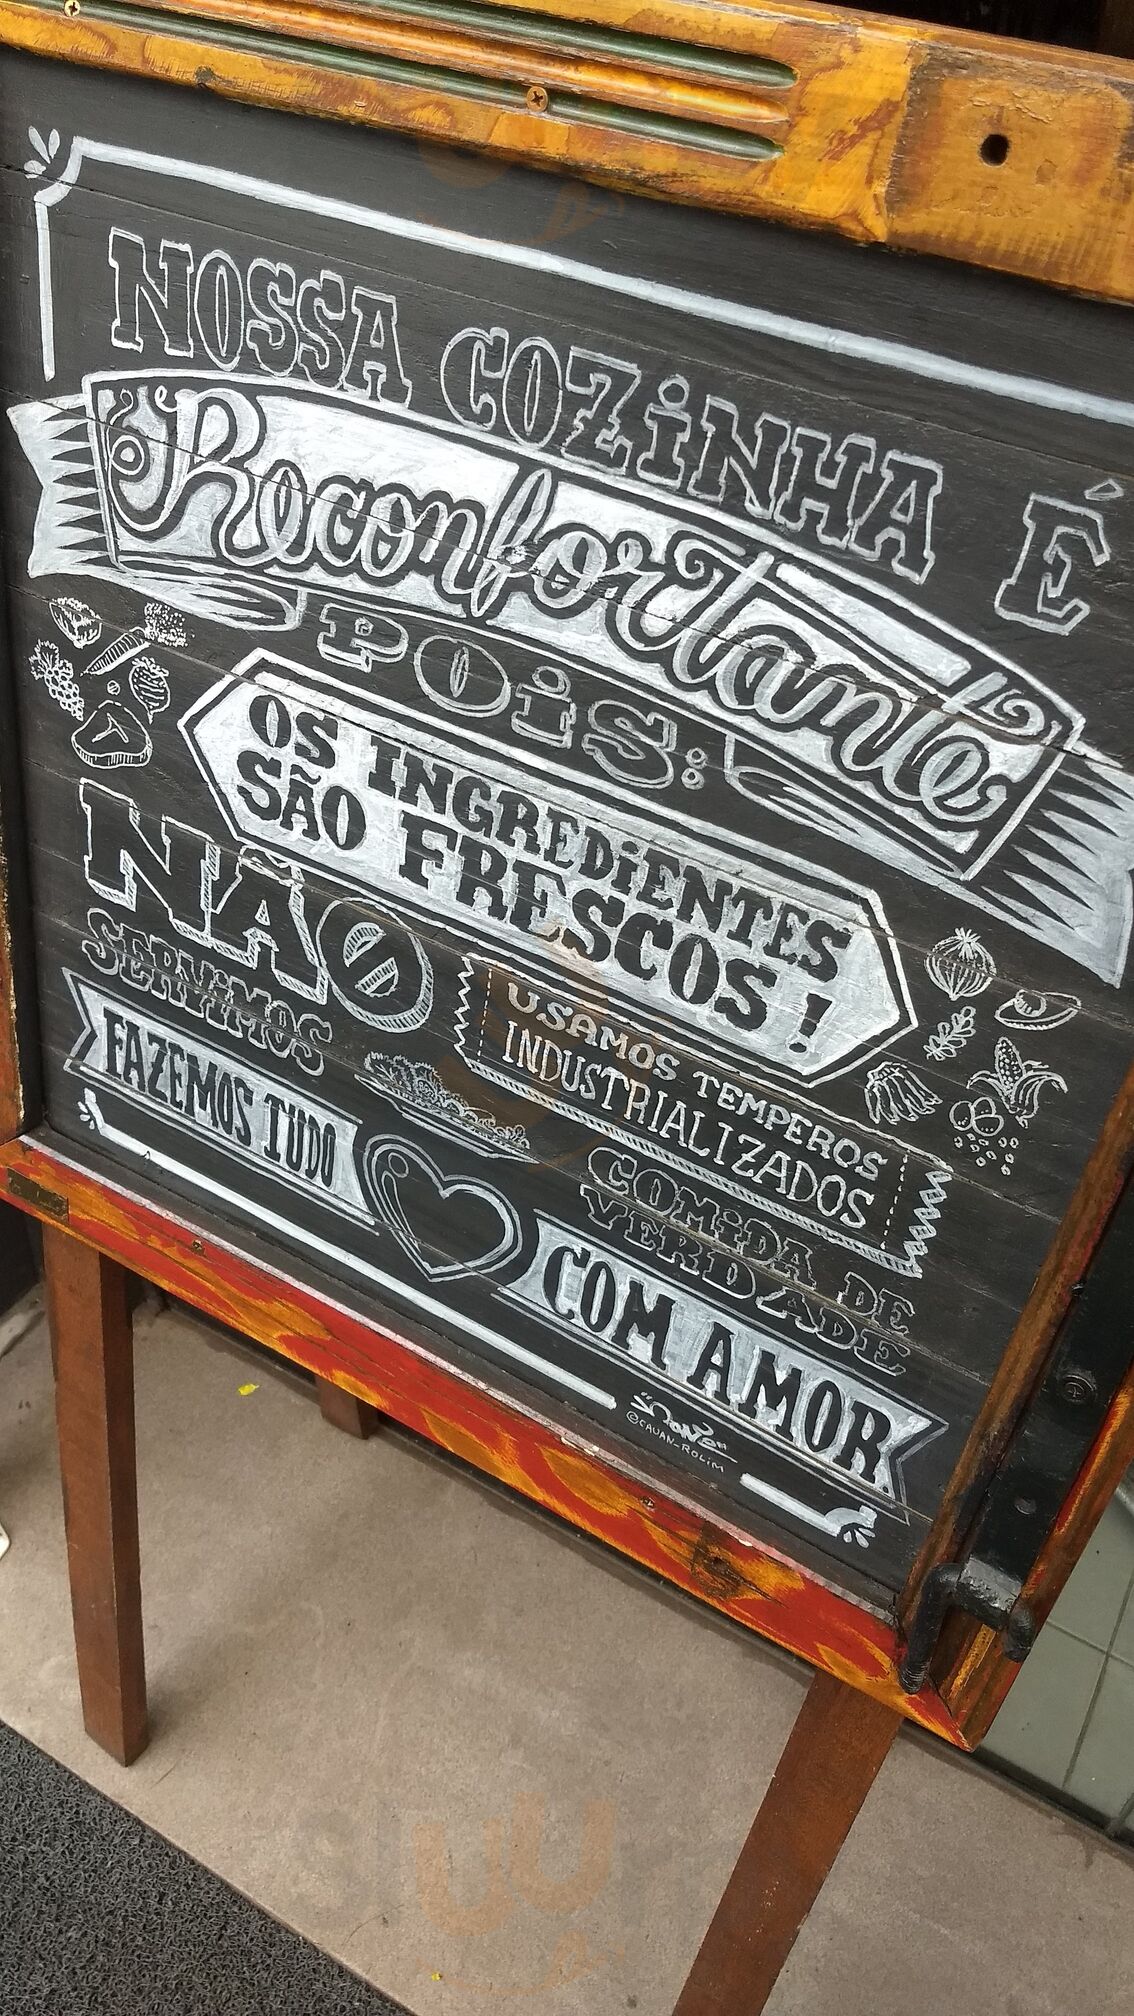 NOSSA COZINHA É
Reconfortante
POIS:
OS INGREDIENTES
SÃO FRESCOS!
NÃO
USAMOS TEMPEROS
INDUSTRIALIZADOS
SERVIMOS
COMIDA DE
VERDADE
FAZEMOS TUDO
COM AMOR
@CAUAN_ROLIM